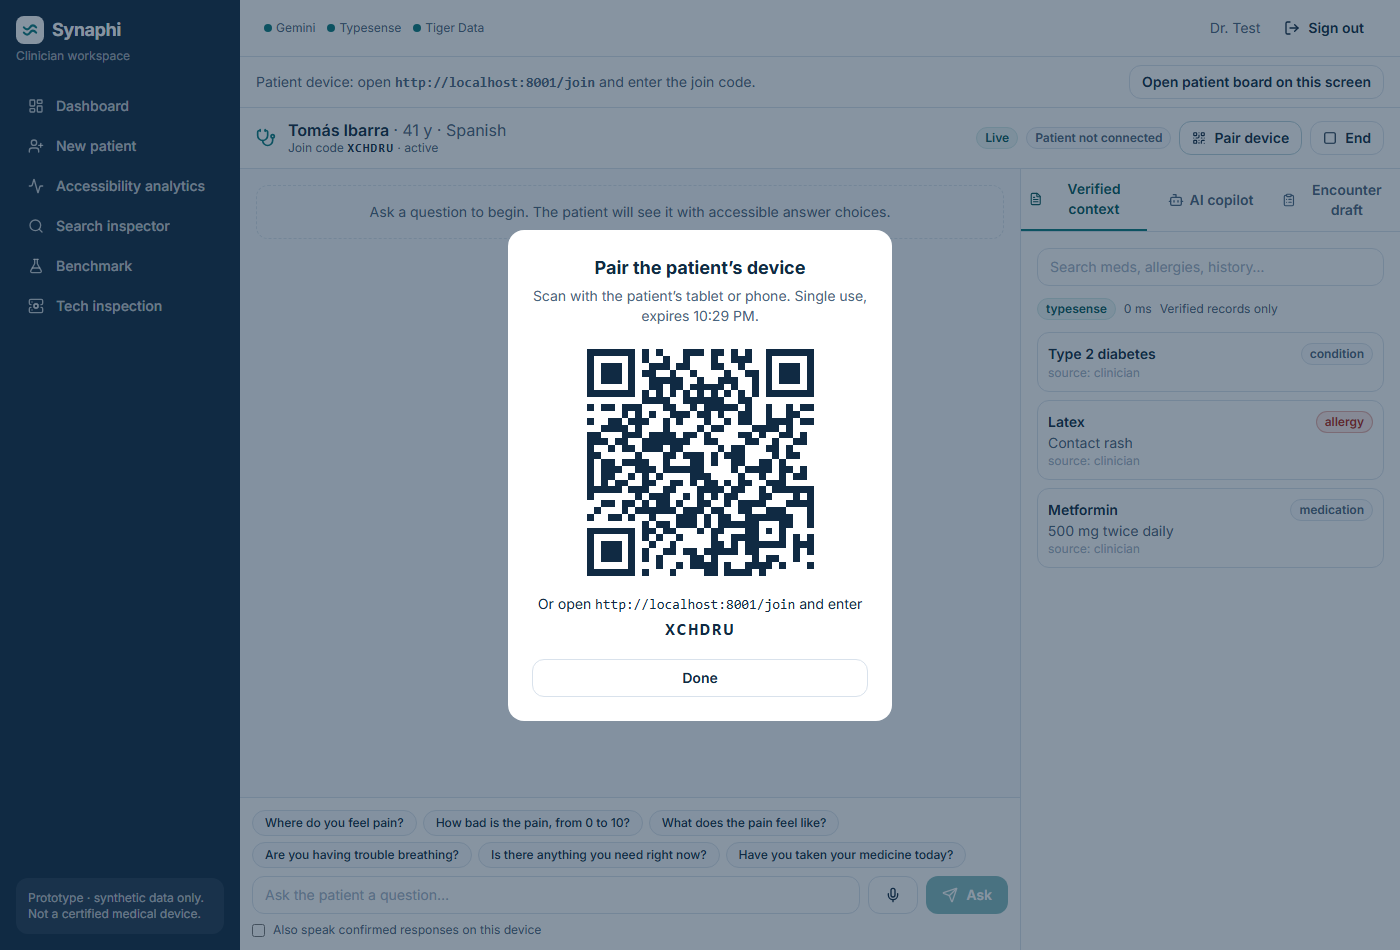 Synaphi
Clinician workspace
Dashboard
New patient
Accessibility analytics
Search inspector
Benchmark
Tech inspection
Prototype · synthetic data only.
Not a certified medical device.
Gemini Typesense Tiger Data
Dr. Test Sign out
Patient device: open http://localhost:8001/join and enter the join code.
Open patient board on this screen
Tomás Ibarra · 41 y · Spanish
Join code XCHDRU · active
Live Patient not connected Pair device End
Ask a question to begin. The patient will see it with accessible answer choices.
Pair the patient’s device
Scan with the patient’s tablet or phone. Single use,
expires 10:29 PM.
Or open http://localhost:8001/join and enter
XCHDRU
Done
Where do you feel pain? How bad is the pain, from 0 to 10? What does the pain feel like?
Are you having trouble breathing? Is there anything you need right now? Have you taken your medicine today?
Ask the patient a question...
Ask
Also speak confirmed responses on this device
Verified
context
AI copilot
Encounter
draft
Search meds, allergies, history...
typesense 0 ms Verified records only
Type 2 diabetes condition
source: clinician
Latex allergy
Contact rash
source: clinician
Metformin medication
500 mg twice daily
source: clinician